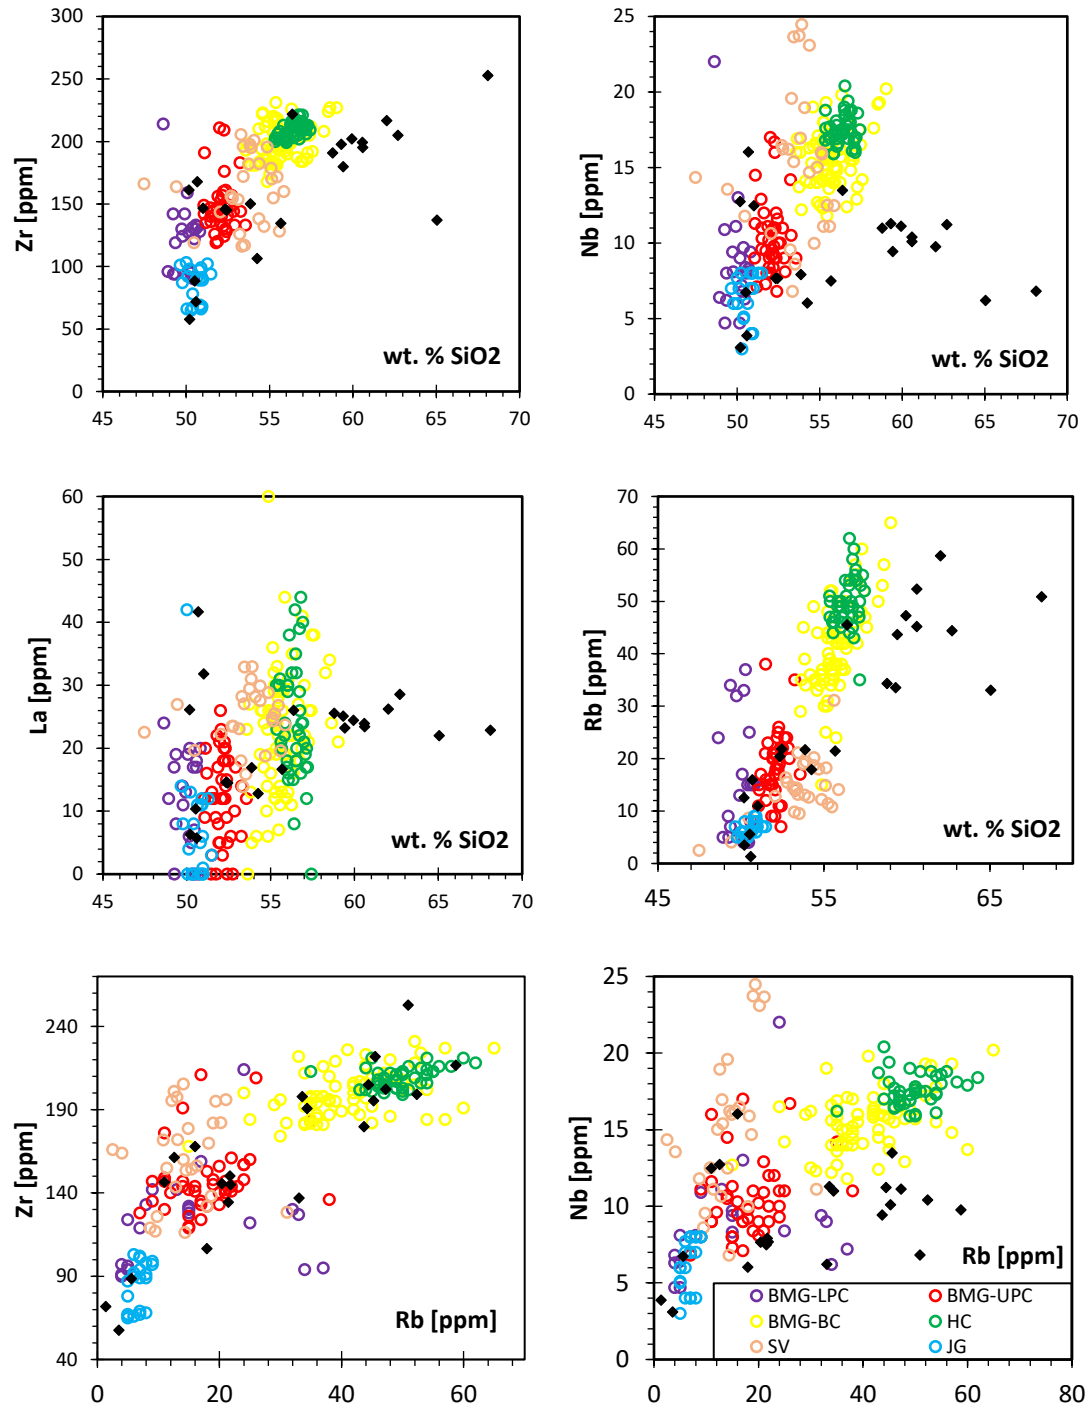 300
250
200
150
100
50
0
Zr [ppm]
wt. % SiO2
45 50 55 60 65 70
25
20
15
10
5
0
Nb [ppm]
wt. % SiO2
45 50 55 60 65 70
60
50
40
30
20
10
0
La [ppm]
wt. % SiO2
45 50 55 60 65 70
70
60
50
40
30
20
10
0
Rb [ppm]
wt. % SiO2
45 55 65
240
190
140
90
40
Zr [ppm]
Rb [ppm]
0 20 40 60
25
20
15
10
5
0
Nb [ppm]
Rb [ppm]
BMG-LPC BMG-UPC
BMG-BC HC
SV JG
0 20 40 60 80